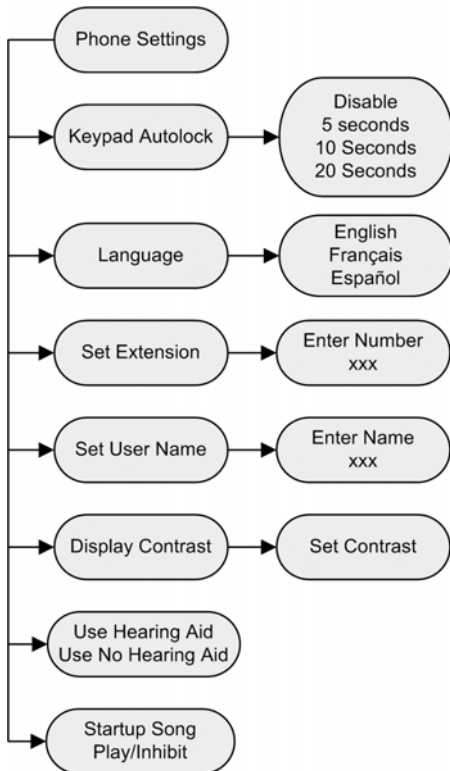 Phone Settings
Keypad Autolock
Disable
5 seconds
10 Seconds
20 Seconds
Language
English
Français
Español
Set Extension
Enter Number
xxx
Set User Name
Enter Name
xxx
Display Contrast
Set Contrast
Use Hearing Aid
Use No Hearing Aid
Startup Song
Play/Inhibit